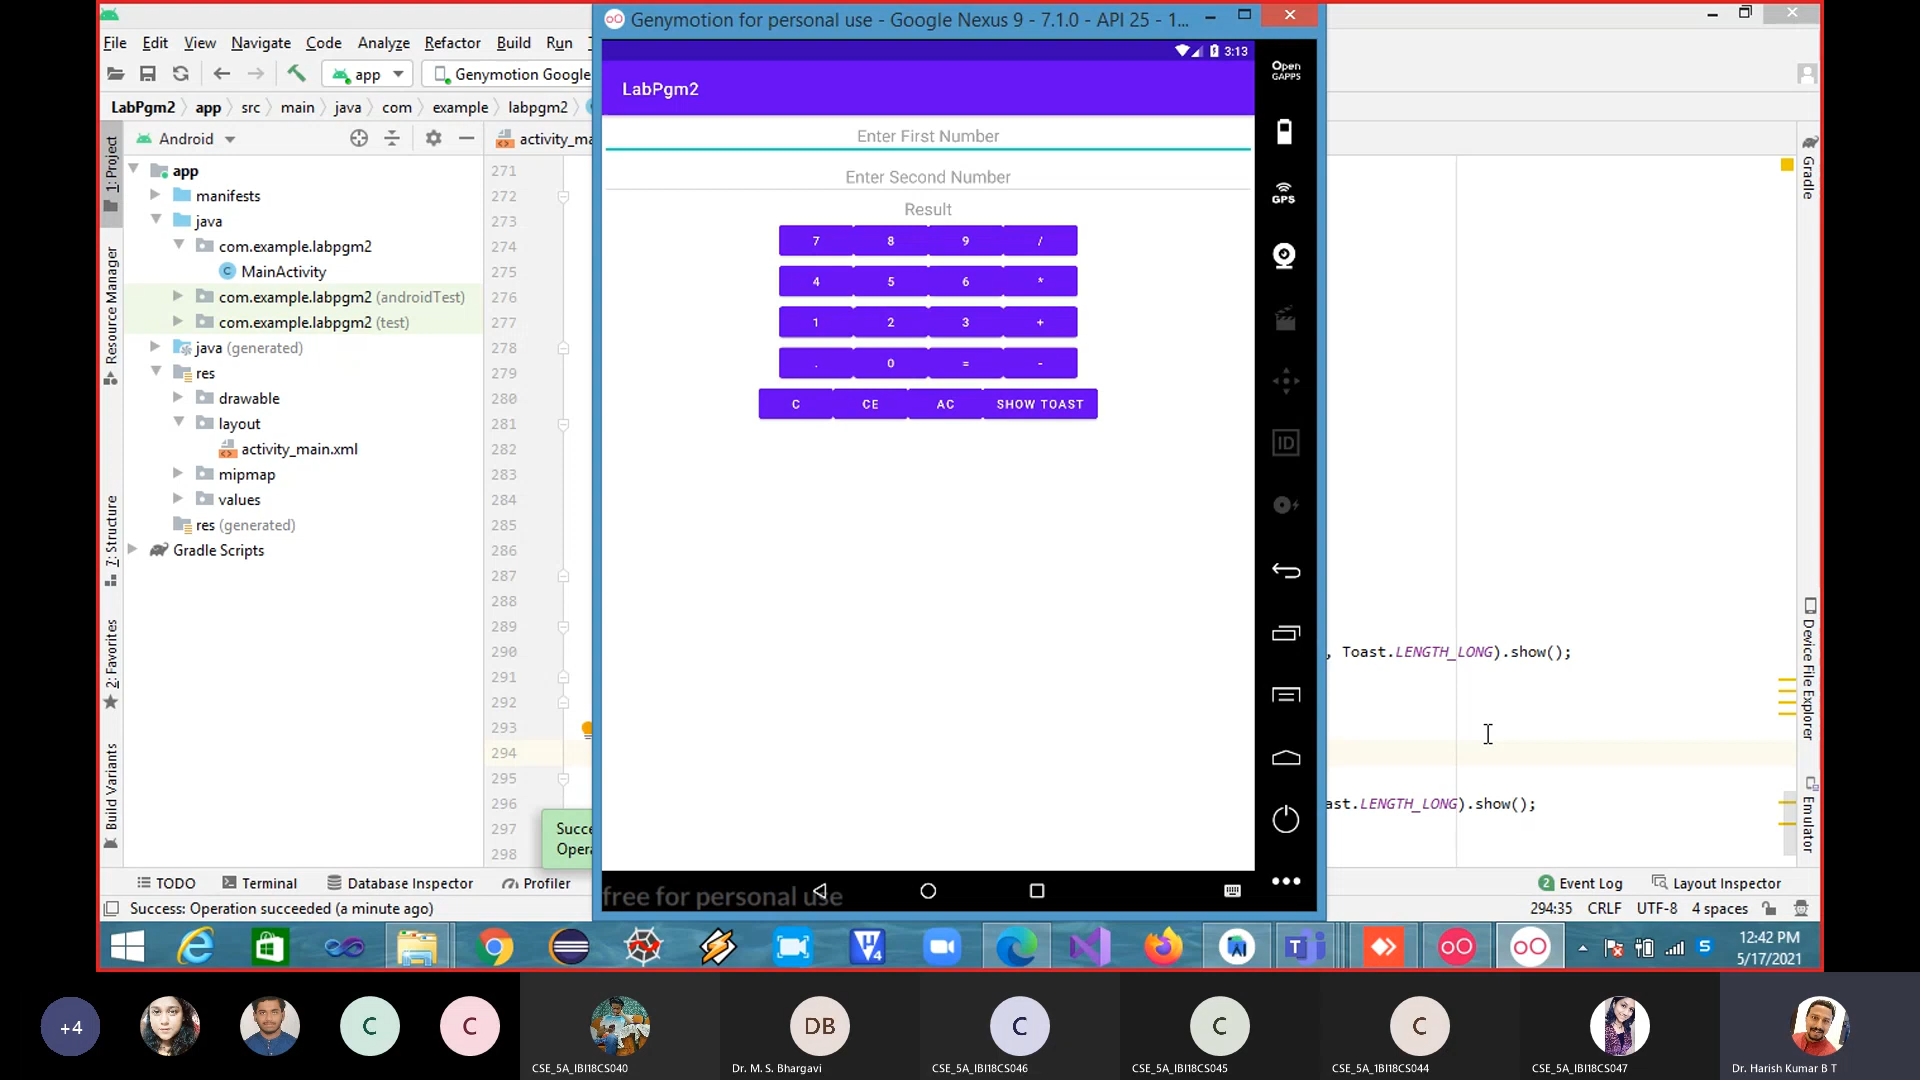 Genymotion for personal use - Google Nexus 9 - 7.1.0 - API 25 - 1...
File Edit View Navigate Code Analyze Refactor Build Run
app
Genymotion Google
LabPgm2 app src main java com example labpgm2
Android
activity_ma
1: Project
Resource Manager
7: Structure
2: Favorites
Build Variants
app
manifests
java
com.example.labpgm2
MainActivity
com.example.labpgm2 (androidTest)
com.example.labpgm2 (test)
java (generated)
res
drawable
layout
activity_main.xml
mipmap
values
res (generated)
Gradle Scripts
271
272
273
274
275
276
277
278
279
280
281
282
283
284
285
286
287
288
289
290
291
292
293
294
295
296
297
298
3:13
LabPgm2
Enter First Number
Enter Second Number
Result
7 8 9 /
4 5 6 *
1 2 3 +
. 0 = -
C CE AC SHOW TOAST
free for personal use
Open
GAPPS
GPS
ID
, Toast.LENGTH_LONG).show();
ast.LENGTH_LONG).show();
Gradle
Device File Explorer
Emulator
Succe
Opera
TODO Terminal Database Inspector Profiler
2 Event Log Layout Inspector
Success: Operation succeeded (a minute ago)
294:35 CRLF UTF-8 4 spaces
12:42 PM
5/17/2021
+4
C
C
DB
C
C
C
CSE_5A_IBI18CS040
Dr. M. S. Bhargavi
CSE_5A_IBI18CS046
CSE_5A_IBI18CS045
CSE_5A_1BI18CS044
CSE_5A_IBI18CS047
Dr. Harish Kumar B T